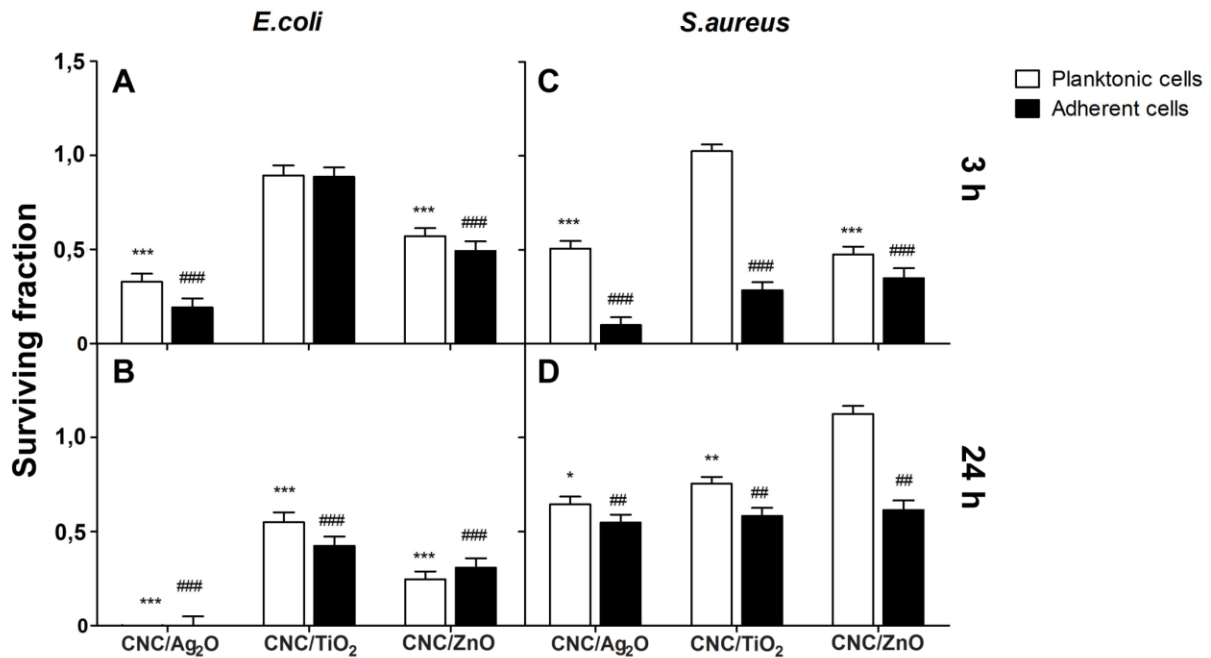 E.coli
S.aureus
Planktonic cells
Adherent cells
Surviving fraction
3 h
24 h
A
1,5
1,0
0,5
0
***
###
***
###
C
***
###
###
***
###
B
1,0
0,5
0
***
###
***
###
***
###
D
*
##
**
##
##
CNC/Ag₂O CNC/TiO₂ CNC/ZnO CNC/Ag₂O CNC/TiO₂ CNC/ZnO